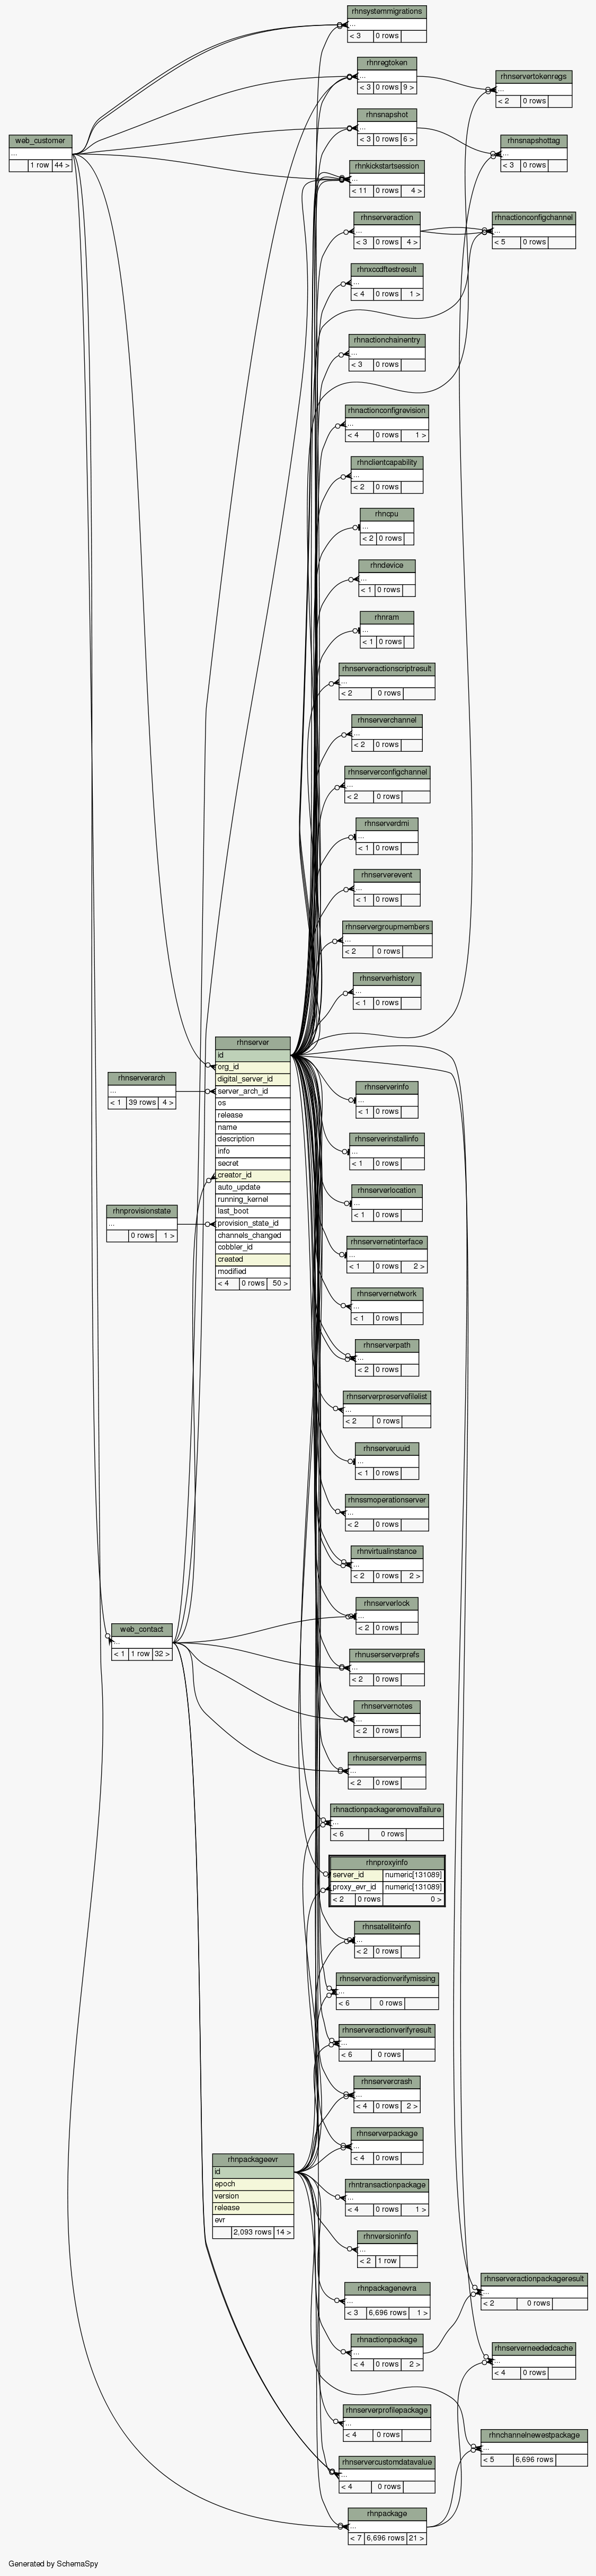 rhnsystemmigrations
...
< 3 0 rows
rhnregtoken
...
< 3 0 rows 9 >
rhnservertokenregs
...
< 2 0 rows
rhnsnapshot
...
< 3 0 rows 6 >
web_customer
...
1 row 44 >
rhnsnapshottag
...
< 3 0 rows
rhnkickstartsession
...
< 11 0 rows 4 >
rhnserveraction
...
< 3 0 rows 4 >
rhnactionconfigchannel
...
< 5 0 rows
rhnxccdftestresult
...
< 4 0 rows 1 >
rhnactionchainentry
...
< 3 0 rows
rhnactionconfigrevision
...
< 4 0 rows 1 >
rhnclientcapability
...
< 2 0 rows
rhncpu
...
< 2 0 rows
rhndevice
...
< 1 0 rows
rhnram
...
< 1 0 rows
rhnserveractionscriptresult
...
< 2 0 rows
rhnserverchannel
...
< 2 0 rows
rhnserverconfigchannel
...
< 2 0 rows
rhnserverdmi
...
< 1 0 rows
rhnserverevent
...
< 1 0 rows
rhnservergroupmembers
...
< 2 0 rows
rhnserverhistory
...
< 1 0 rows
rhnserver
id
org_id
digital_server_id
server_arch_id
os
release
name
description
info
secret
creator_id
auto_update
running_kernel
last_boot
provision_state_id
channels_changed
cobbler_id
created
modified
< 4 0 rows 50 >
rhnserverarch
...
< 1 39 rows 4 >
rhnprovisionstate
...
0 rows 1 >
rhnserverinfo
...
< 1 0 rows
rhnserverinstallinfo
...
< 1 0 rows
rhnserverlocation
...
< 1 0 rows
rhnservernetinterface
...
< 1 0 rows 2 >
rhnservernetwork
...
< 1 0 rows
rhnserverpath
...
< 2 0 rows
rhnserverpreservefilelist
...
< 2 0 rows
rhnserveruuid
...
< 1 0 rows
rhnssmoperationserver
...
< 2 0 rows
rhnvirtualinstance
...
< 2 0 rows 2 >
rhnserverlock
...
< 2 0 rows
web_contact
...
< 1 1 row 32 >
rhnuserserverprefs
...
< 2 0 rows
rhnservernotes
...
< 2 0 rows
rhnuserserverperms
...
< 2 0 rows
rhnactionpackageremovalfailure
...
< 6 0 rows
rhnproxyinfo
server_id numeric[131089]
proxy_evr_id numeric[131089]
< 2 0 rows 0 >
rhnsatelliteinfo
...
< 2 0 rows
rhnserveractionverifymissing
...
< 6 0 rows
rhnserveractionverifyresult
...
< 6 0 rows
rhnservercrash
...
< 4 0 rows 2 >
rhnserverpackage
...
< 4 0 rows
rhnpackageevr
id
epoch
version
release
evr
2,093 rows 14 >
rhntransactionpackage
...
< 4 0 rows 1 >
rhnversioninfo
...
< 2 1 row
rhnpackagenevra
...
< 3 6,696 rows 1 >
rhnserveractionpackageresult
...
< 2 0 rows
rhnactionpackage
...
< 4 0 rows 2 >
rhnserverneededcache
...
< 4 0 rows
rhnserverprofilepackage
...
< 4 0 rows
rhnchannelnewestpackage
...
< 5 6,696 rows
rhnservercustomdatavalue
...
< 4 0 rows
rhnpackage
...
< 7 6,696 rows 21 >
Generated by SchemaSpy